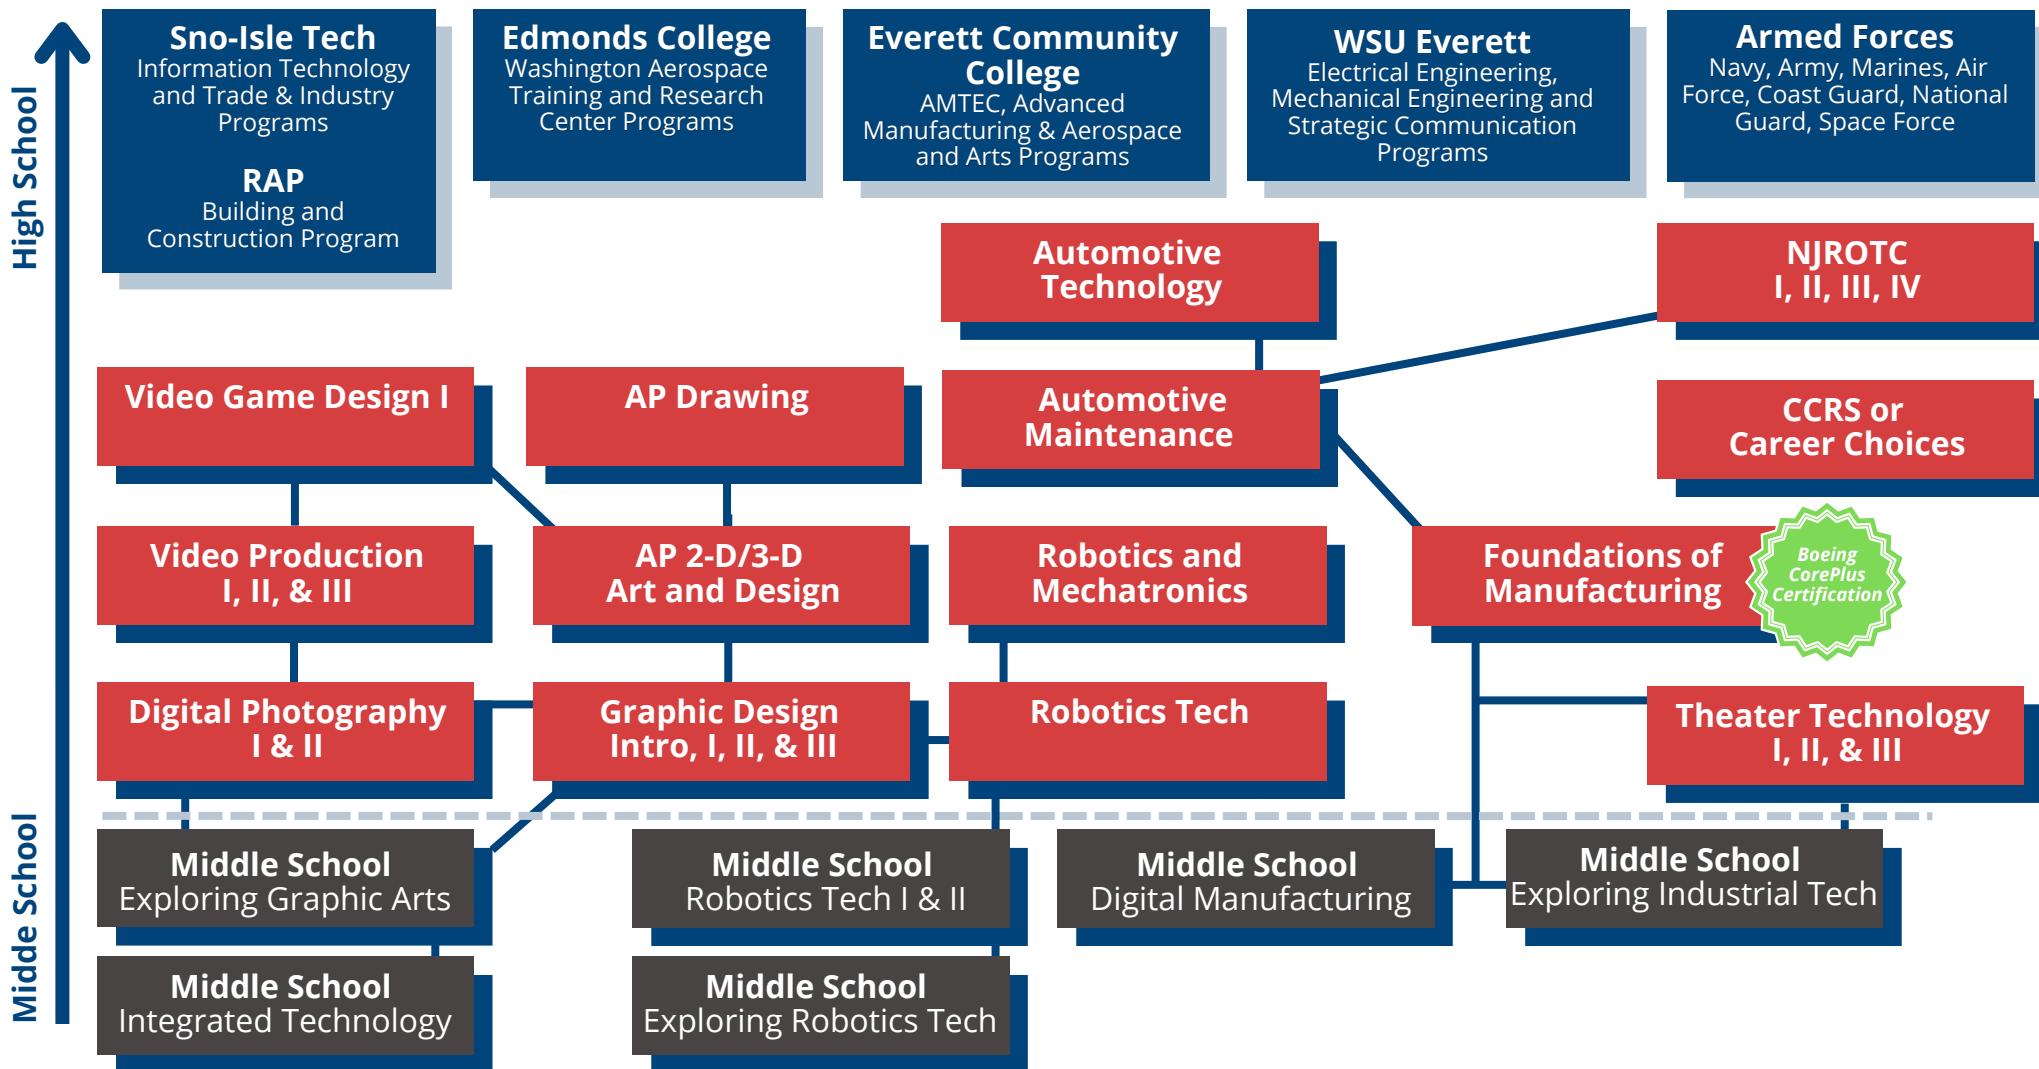 High School
Midde School
Sno-Isle Tech
Information Technology
and Trade & Industry
Programs
RAP
Building and
Construction Program
Edmonds College
Washington Aerospace
Training and Research
Center Programs
Everett Community
College
AMTEC, Advanced
Manufacturing & Aerospace
and Arts Programs
WSU Everett
Electrical Engineering,
Mechanical Engineering and
Strategic Communication
Programs
Armed Forces
Navy, Army, Marines, Air
Force, Coast Guard, National
Guard, Space Force
Automotive
Technology
NJROTC
I, II, III, IV
Video Game Design I
AP Drawing
Automotive
Maintenance
CCRS or
Career Choices
Video Production
I, II, & III
AP 2-D/3-D
Art and Design
Robotics and
Mechatronics
Foundations of
Manufacturing
Boeing
CorePlus
Certification
Digital Photography
I & II
Graphic Design
Intro, I, II, & III
Robotics Tech
Theater Technology
I, II, & III
Middle School
Exploring Graphic Arts
Middle School
Robotics Tech I & II
Middle School
Digital Manufacturing
Middle School
Exploring Industrial Tech
Middle School
Integrated Technology
Middle School
Exploring Robotics Tech